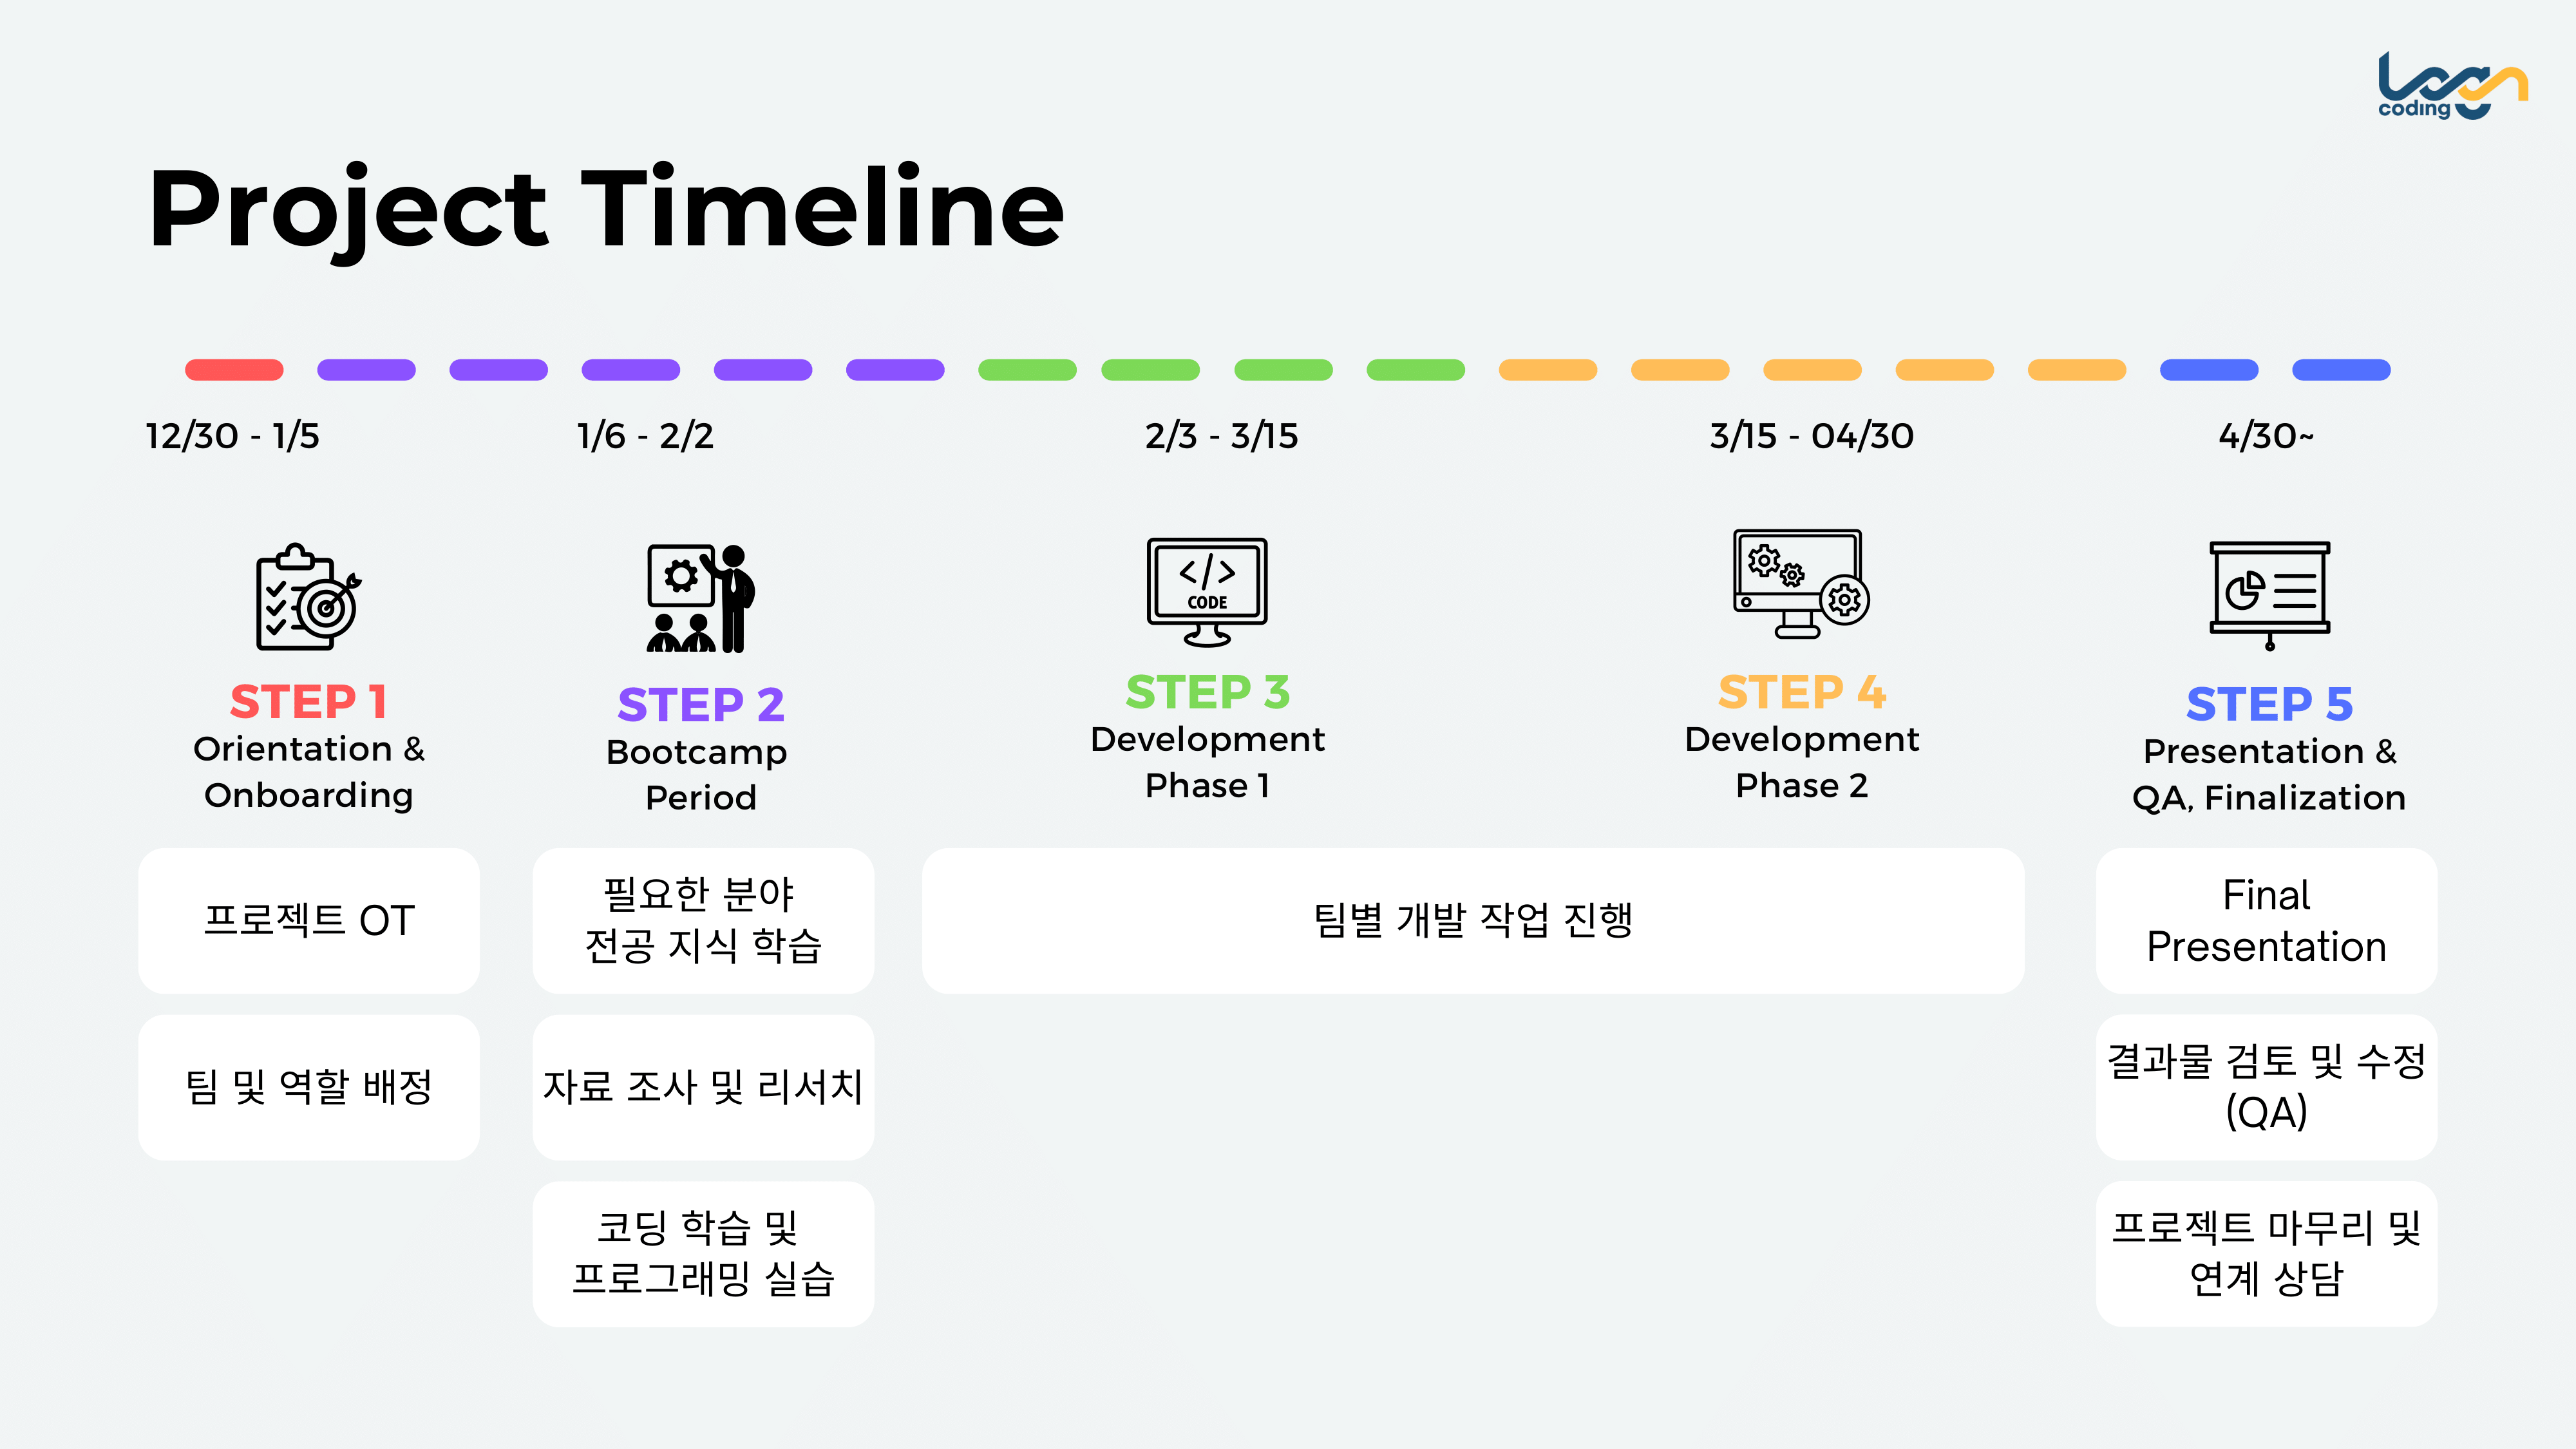 Logan
coding
Project Timeline
12/30 - 1/5
1/6 - 2/2
2/3 - 3/15
3/15 - 04/30
4/30~
CODE
STEP 1
Orientation &
Onboarding
프로젝트 OT
팀 및 역할 배정
STEP 2
Bootcamp
Period
필요한 분야
전공 지식 학습
자료 조사 및 리서치
코딩 학습 및
프로그래밍 실습
STEP 3
Development
Phase 1
STEP 4
Development
Phase 2
팀별 개발 작업 진행
STEP 5
Presentation &
QA, Finalization
Final
Presentation
결과물 검토 및 수정
(QA)
프로젝트 마무리 및
연계 상담